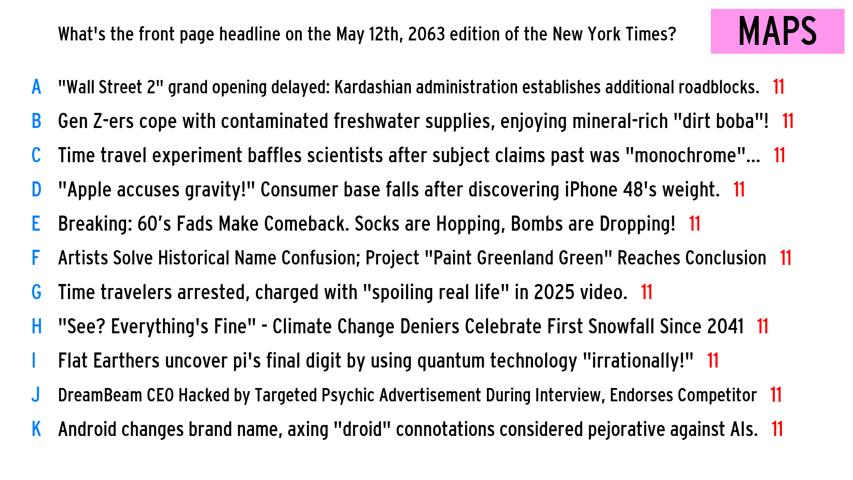 What's the front page headline on the May 12th, 2063 edition of the New York Times?
MAPS
A "Wall Street 2" grand opening delayed: Kardashian administration establishes additional roadblocks. 11
B Gen Z-ers cope with contaminated freshwater supplies, enjoying mineral-rich "dirt boba"! 11
C Time travel experiment baffles scientists after subject claims past was "monochrome"... 11
D "Apple accuses gravity!" Consumer base falls after discovering iPhone 48's weight. 11
E Breaking: 60’s Fads Make Comeback. Socks are Hopping, Bombs are Dropping! 11
F Artists Solve Historical Name Confusion; Project "Paint Greenland Green" Reaches Conclusion 11
G Time travelers arrested, charged with "spoiling real life" in 2025 video. 11
H "See? Everything's Fine" - Climate Change Deniers Celebrate First Snowfall Since 2041 11
I Flat Earthers uncover pi's final digit by using quantum technology "irrationally!" 11
J DreamBeam CEO Hacked by Targeted Psychic Advertisement During Interview, Endorses Competitor 11
K Android changes brand name, axing "droid" connotations considered pejorative against AIs. 11